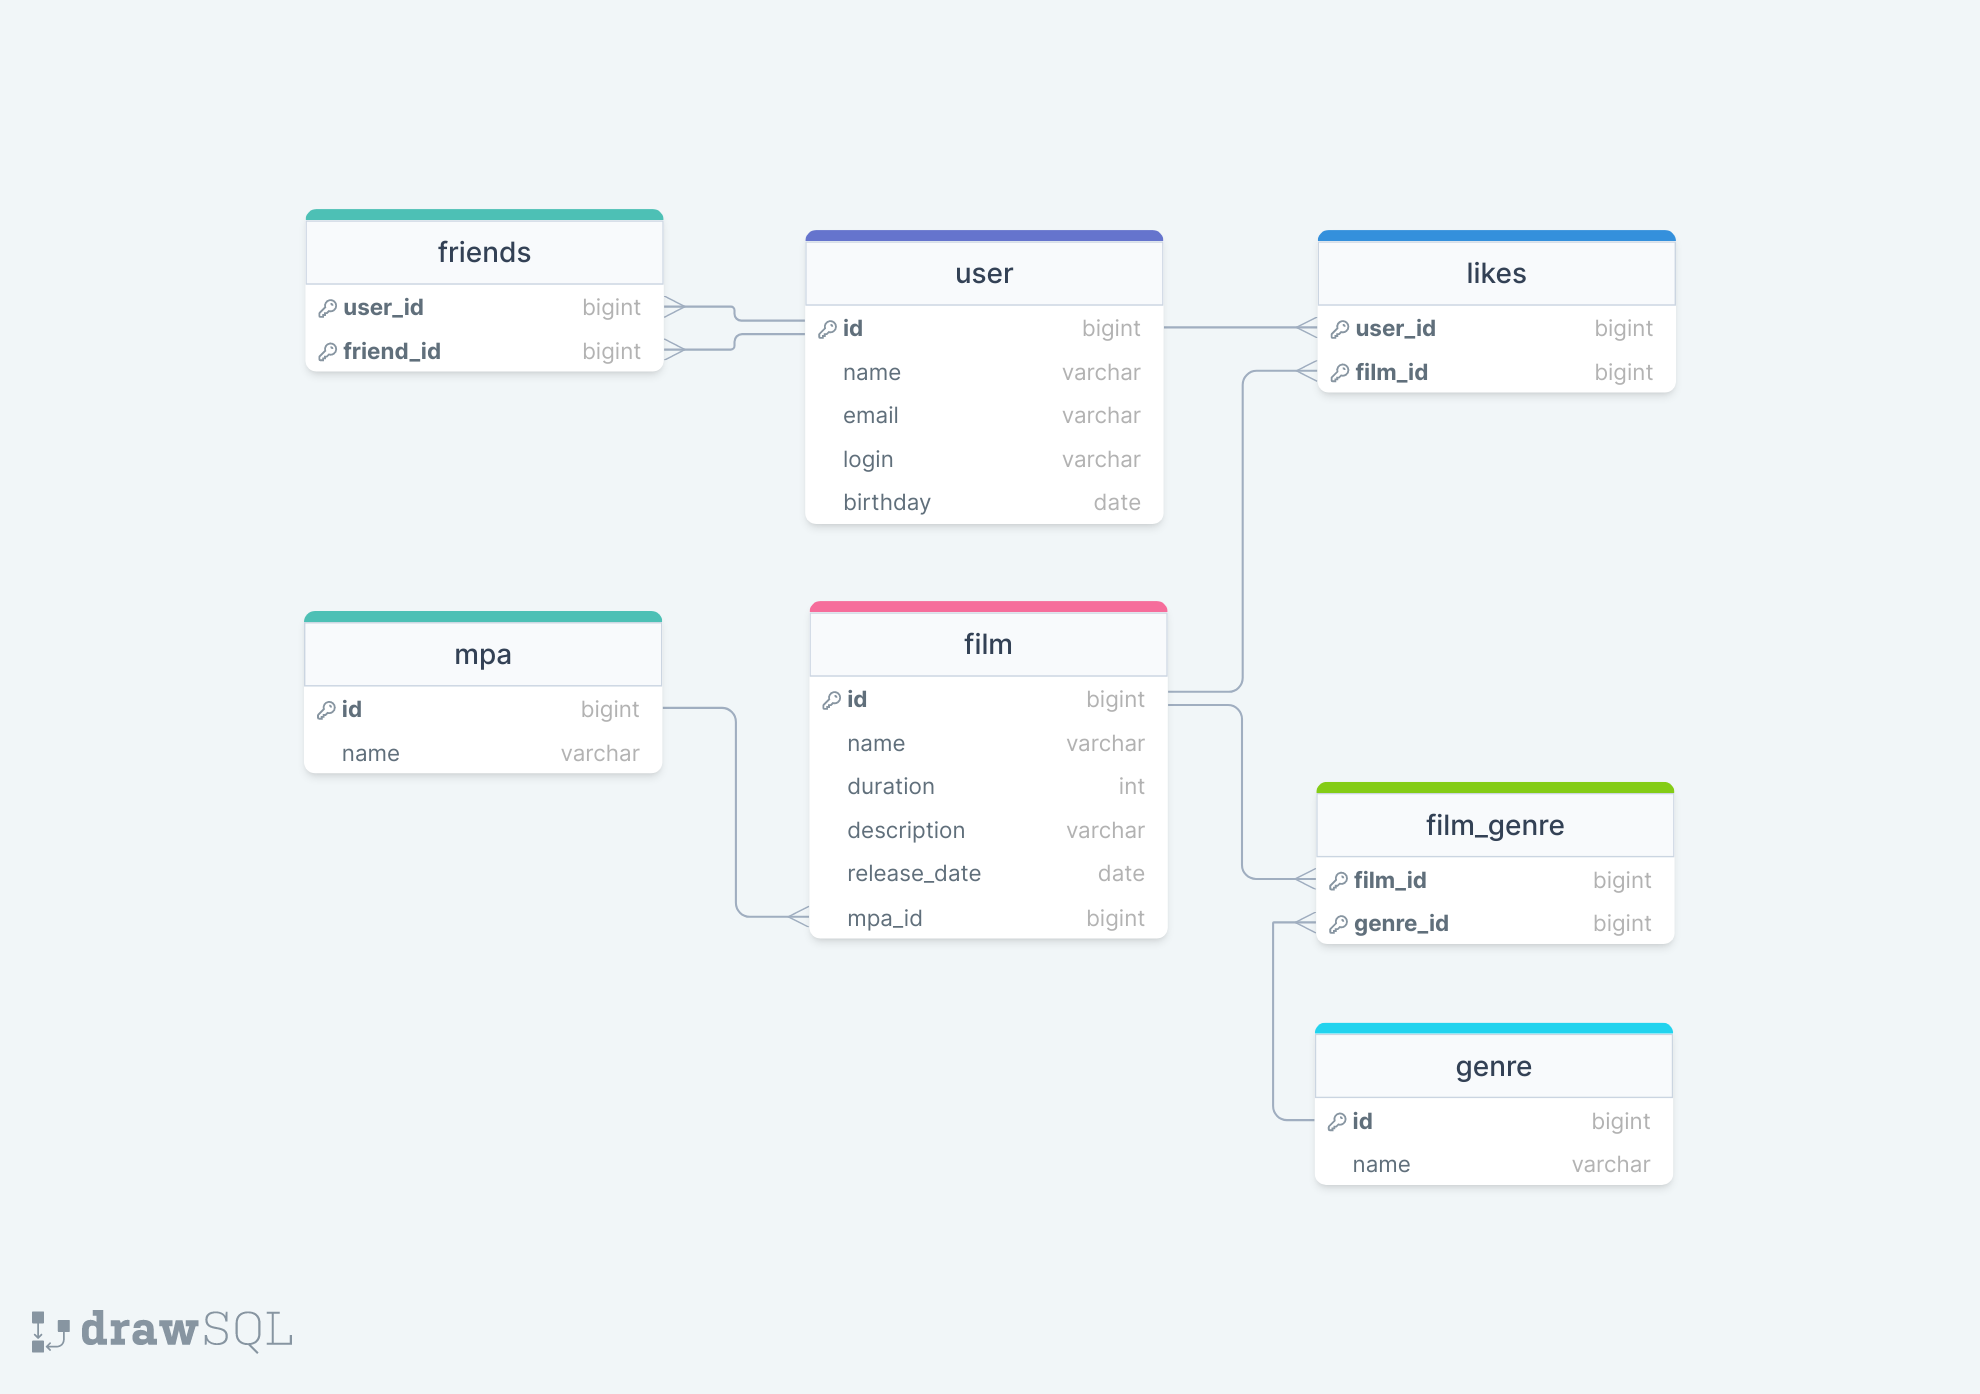 friends
user_id bigint
friend_id bigint
user
id bigint
name varchar
email varchar
login varchar
birthday date
likes
user_id bigint
film_id bigint
mpa
id bigint
name varchar
film
id bigint
name varchar
duration int
description varchar
release_date date
mpa_id bigint
film_genre
film_id bigint
genre_id bigint
genre
id bigint
name varchar
drawSQL